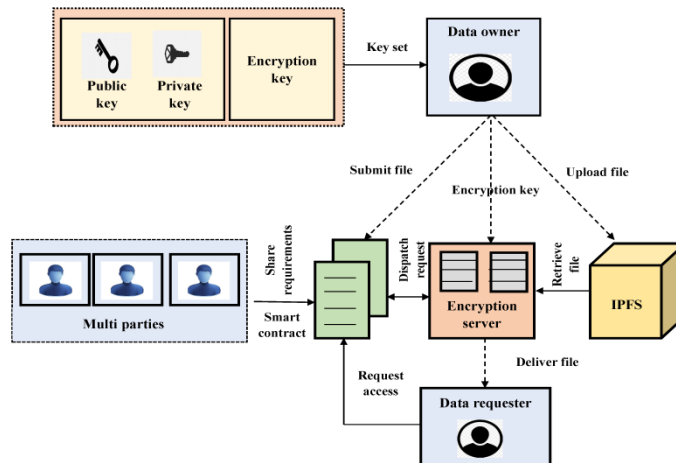 Public
key
Private
key
Encryption
key
Key set
Data owner
Submit file
Encryption key
Upload file
Multi parties
Share
requirements
Smart
contract
Dispatch
request
Encryption
server
Retrieve
file
IPFS
Request
access
Deliver file
Data requester